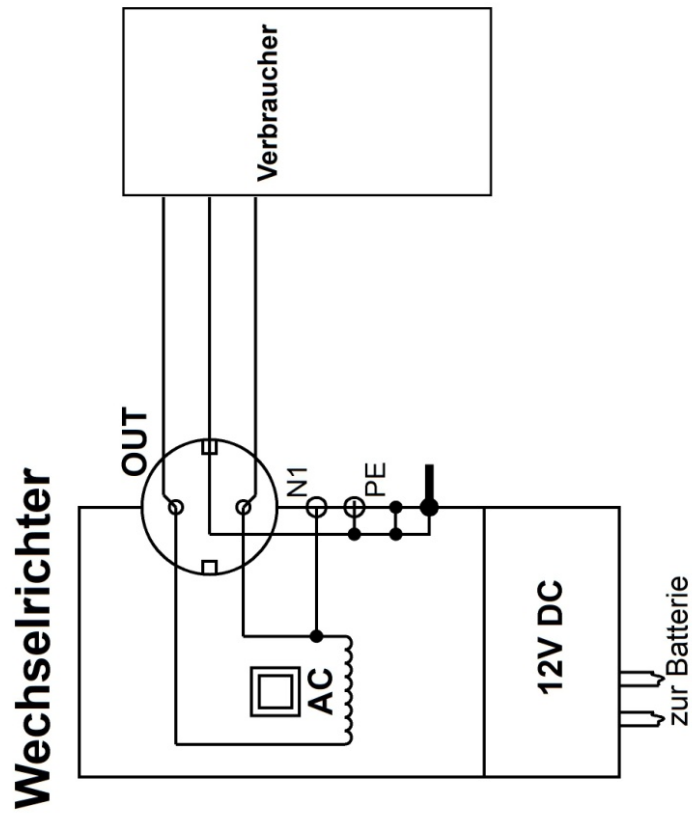 Wechselrichter
OUT
Verbraucher
N1
PE
AC
12V DC
zur Batterie